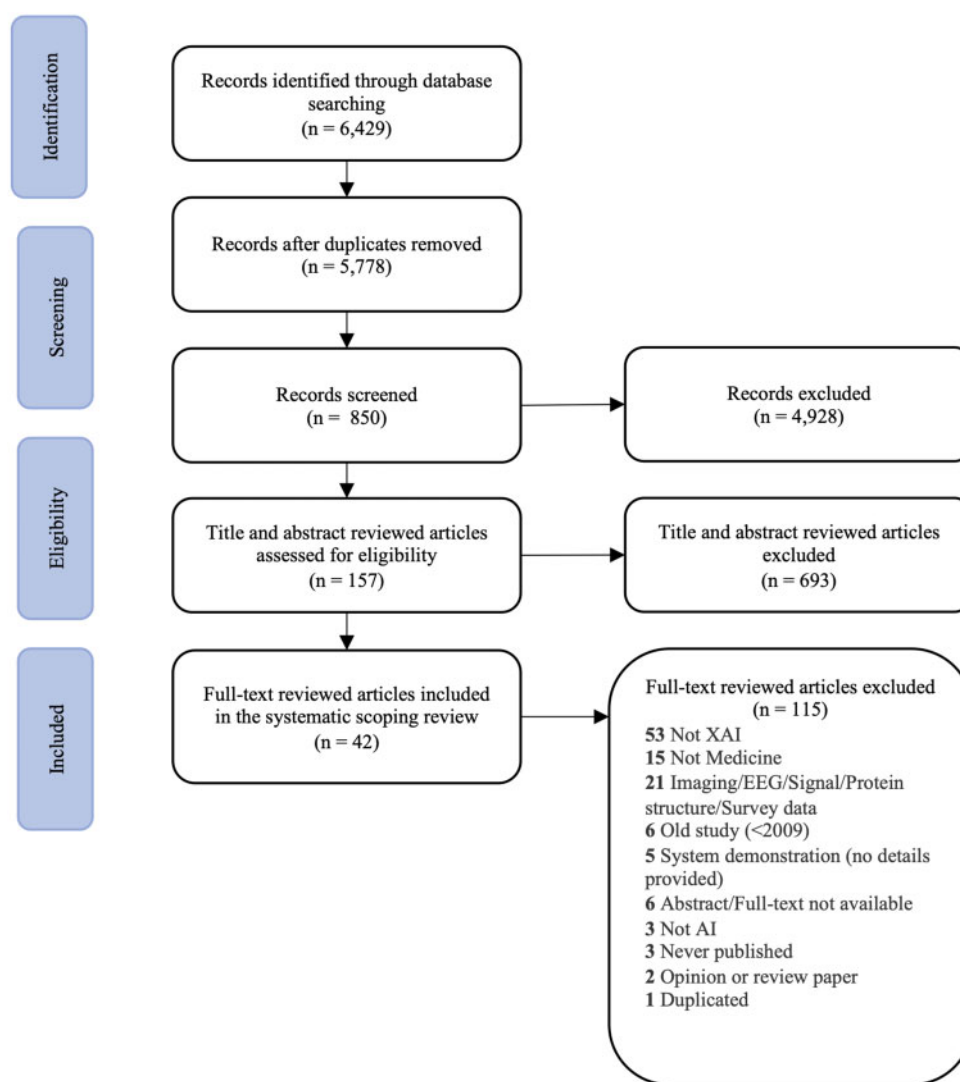 Identification
Records identified through database
searching
(n = 6,429)
Records after duplicates removed
(n = 5,778)
Screening
Records screened
(n = 850)
Records excluded
(n = 4,928)
Eligibility
Title and abstract reviewed articles
assessed for eligibility
(n = 157)
Title and abstract reviewed articles
excluded
(n = 693)
Included
Full-text reviewed articles included
in the systematic scoping review
(n = 42)
Full-text reviewed articles excluded
(n = 115)
53 Not XAI
15 Not Medicine
21 Imaging/EEG/Signal/Protein
structure/Survey data
6 Old study (<2009)
5 System demonstration (no details
provided)
6 Abstract/Full-text not available
3 Not AI
3 Never published
2 Opinion or review paper
1 Duplicated